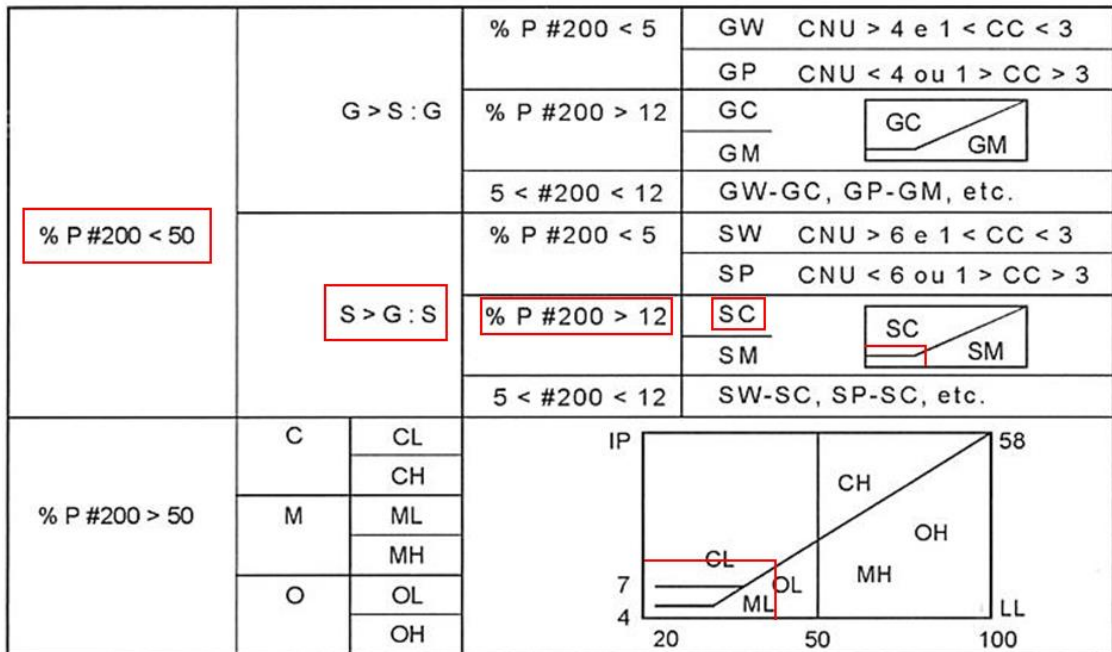 % P #200 < 5
GW CNU > 4 e 1 < CC < 3
GP CNU < 4 ou 1 > CC > 3
G > S : G
% P #200 > 12
GC
GM
GC
GM
5 < #200 < 12
GW-GC, GP-GM, etc.
% P #200 < 50
% P #200 < 5
SW CNU > 6 e 1 < CC < 3
SP CNU < 6 ou 1 > CC > 3
S > G : S
% P #200 > 12
SC
SM
SC
SM
5 < #200 < 12
SW-SC, SP-SC, etc.
% P #200 > 50
C
CL
CH
M
ML
MH
O
OL
OH
IP
58
CH
OH
CL
MH
OL
ML
7
4
LL
20
50
100